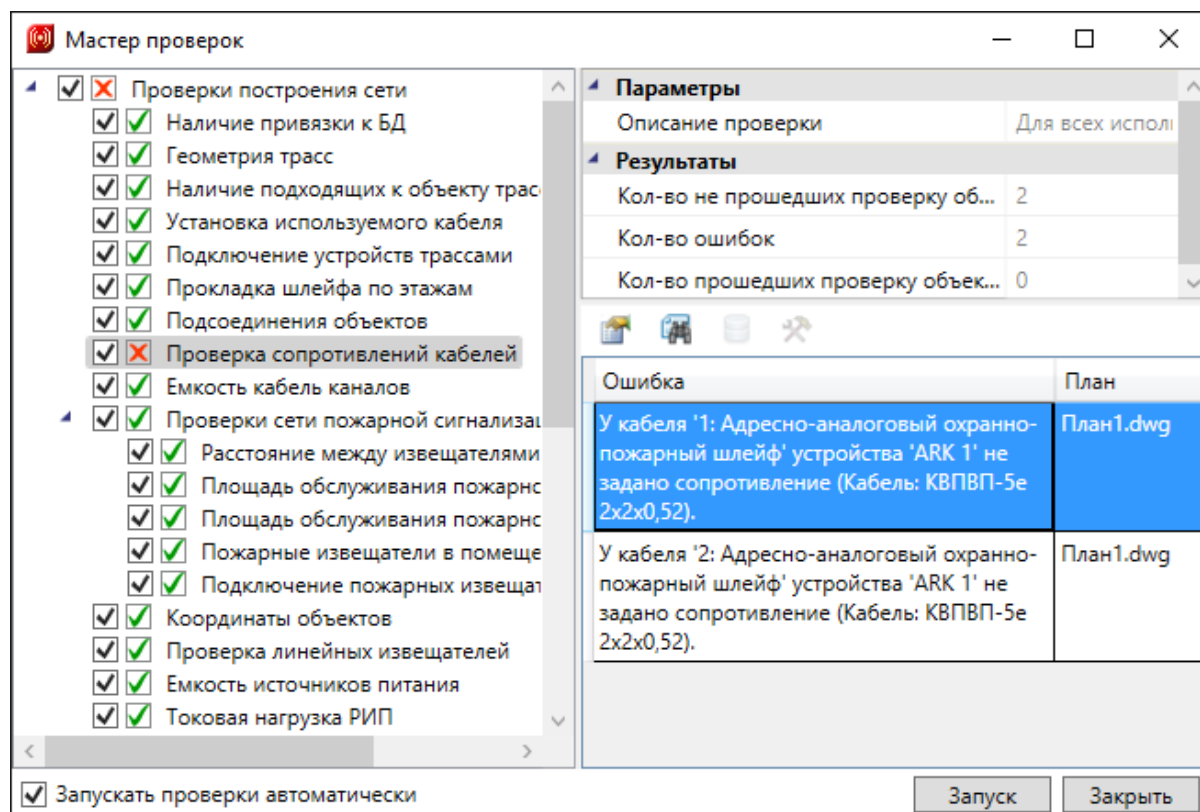 Мастер проверок
Проверки построения сети
Наличие привязки к БД
Геометрия трасс
Наличие подходящих к объекту трас
Установка используемого кабеля
Подключение устройств трассами
Прокладка шлейфа по этажам
Подсоединения объектов
Проверка сопротивлений кабелей
Емкость кабель каналов
Проверки сети пожарной сигнализац
Расстояние между извещателями
Площадь обслуживания пожарнс
Площадь обслуживания пожарнс
Пожарные извещатели в помеще
Подключение пожарных извещат
Координаты объектов
Проверка линейных извещателей
Емкость источников питания
Токовая нагрузка РИП
Параметры
Описание проверки Для всех исполи
Результаты
Кол-во не прошедших проверку об... 2
Кол-во ошибок 2
Кол-во прошедших проверку объек... 0
Ошибка План
У кабеля '1: Адресно-аналоговый охранно- План1.dwg
пожарный шлейф' устройства 'ARK 1' не
задано сопротивление (Кабель: КВПВП-5е
2х2х0,52).
У кабеля '2: Адресно-аналоговый охранно- План1.dwg
пожарный шлейф' устройства 'ARK 1' не
задано сопротивление (Кабель: КВПВП-5е
2х2х0,52).
Запускать проверки автоматически
Запуск Закрыть